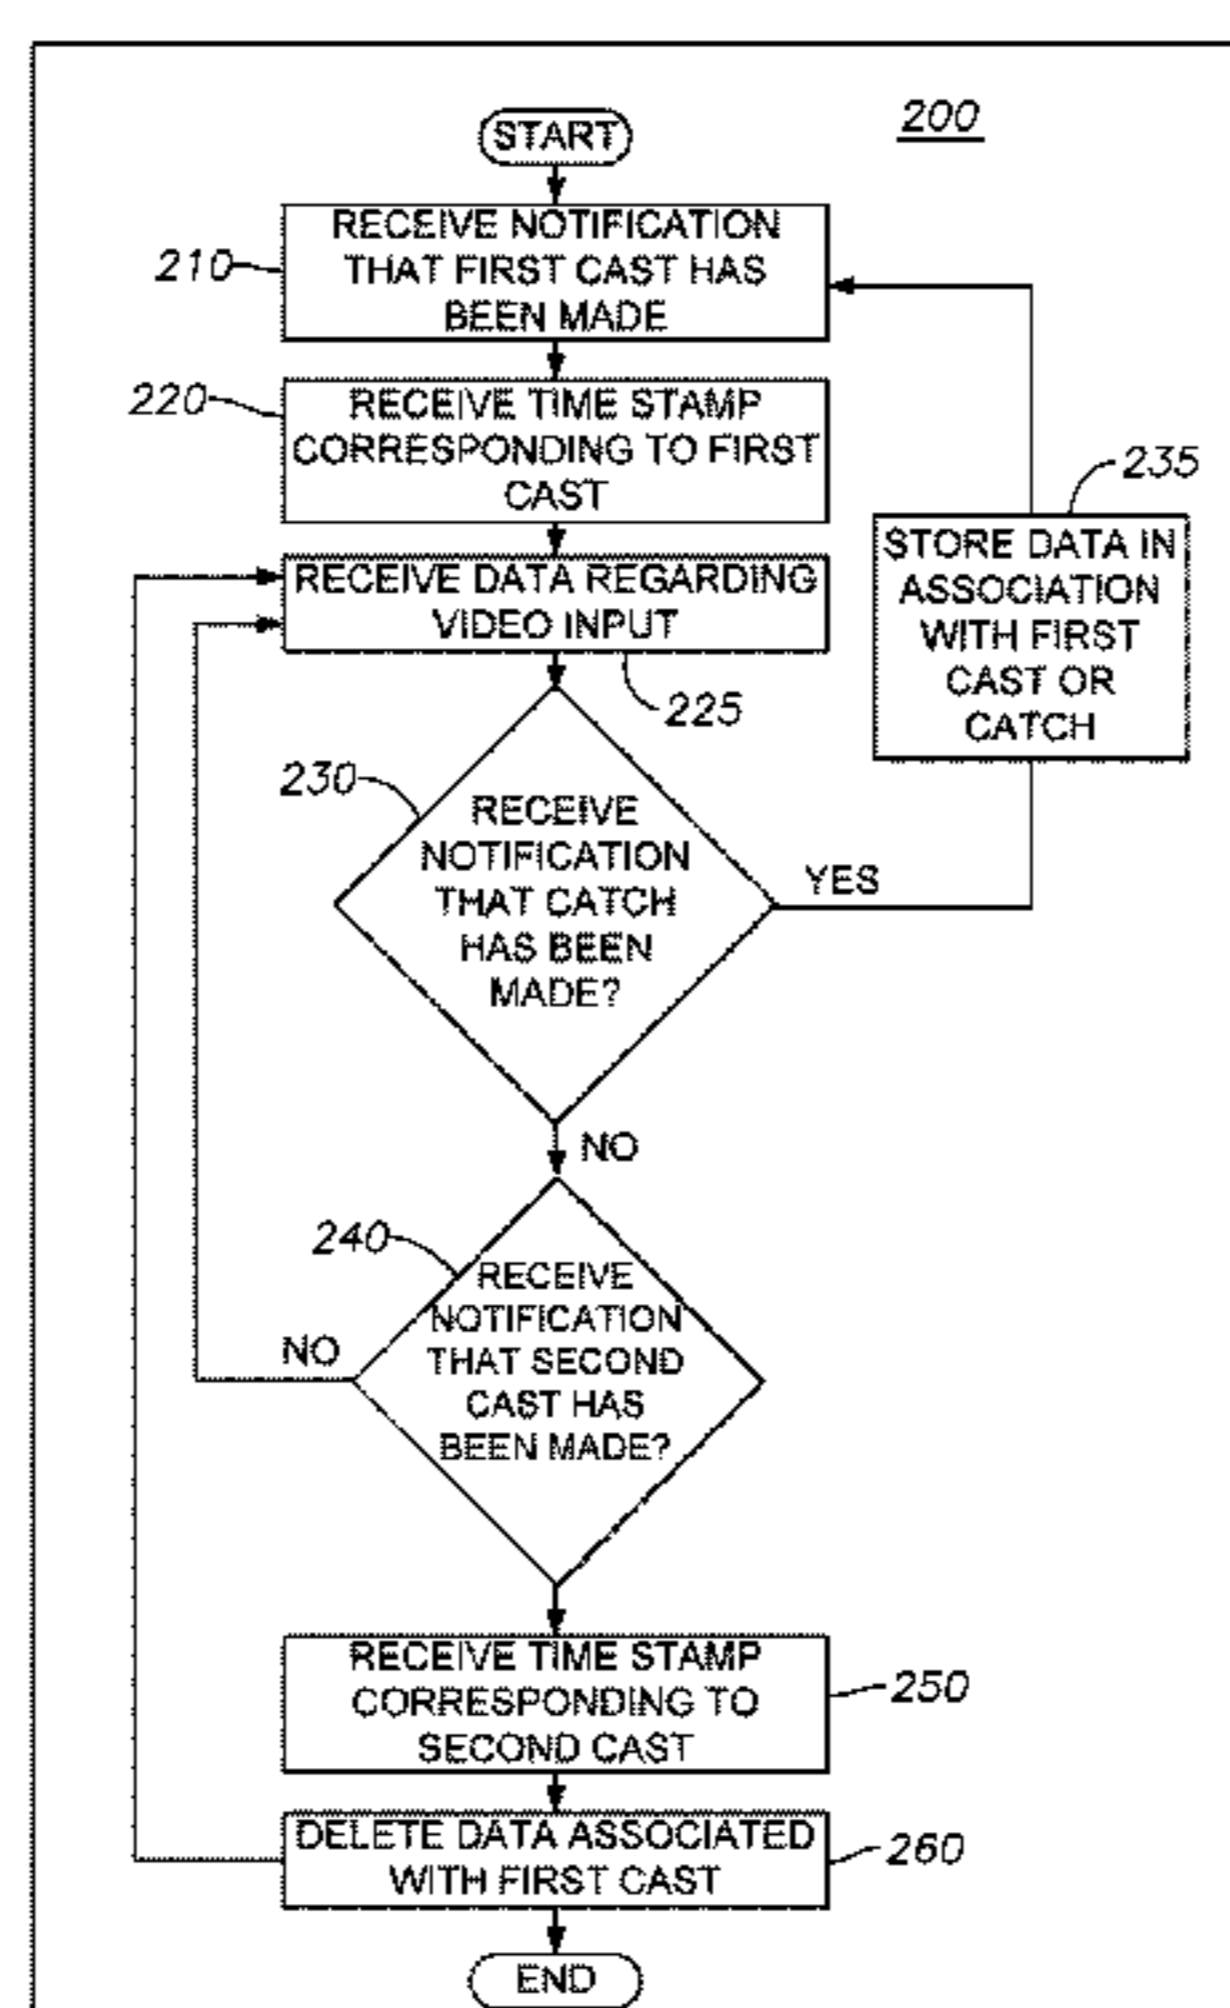 200
START
RECEIVE NOTIFICATION
THAT FIRST CAST HAS
BEEN MADE
210
RECEIVE TIME STAMP
CORRESPONDING TO FIRST
CAST
220
RECEIVE DATA REGARDING
VIDEO INPUT
225
STORE DATA IN
ASSOCIATION
WITH FIRST
CAST OR
CATCH
235
230
RECEIVE
NOTIFICATION
THAT CATCH
HAS BEEN
MADE?
YES
NO
240
RECEIVE
NOTIFICATION
THAT SECOND
CAST HAS
BEEN MADE?
NO
RECEIVE TIME STAMP
CORRESPONDING TO
SECOND CAST
250
DELETE DATA ASSOCIATED
WITH FIRST CAST
260
END